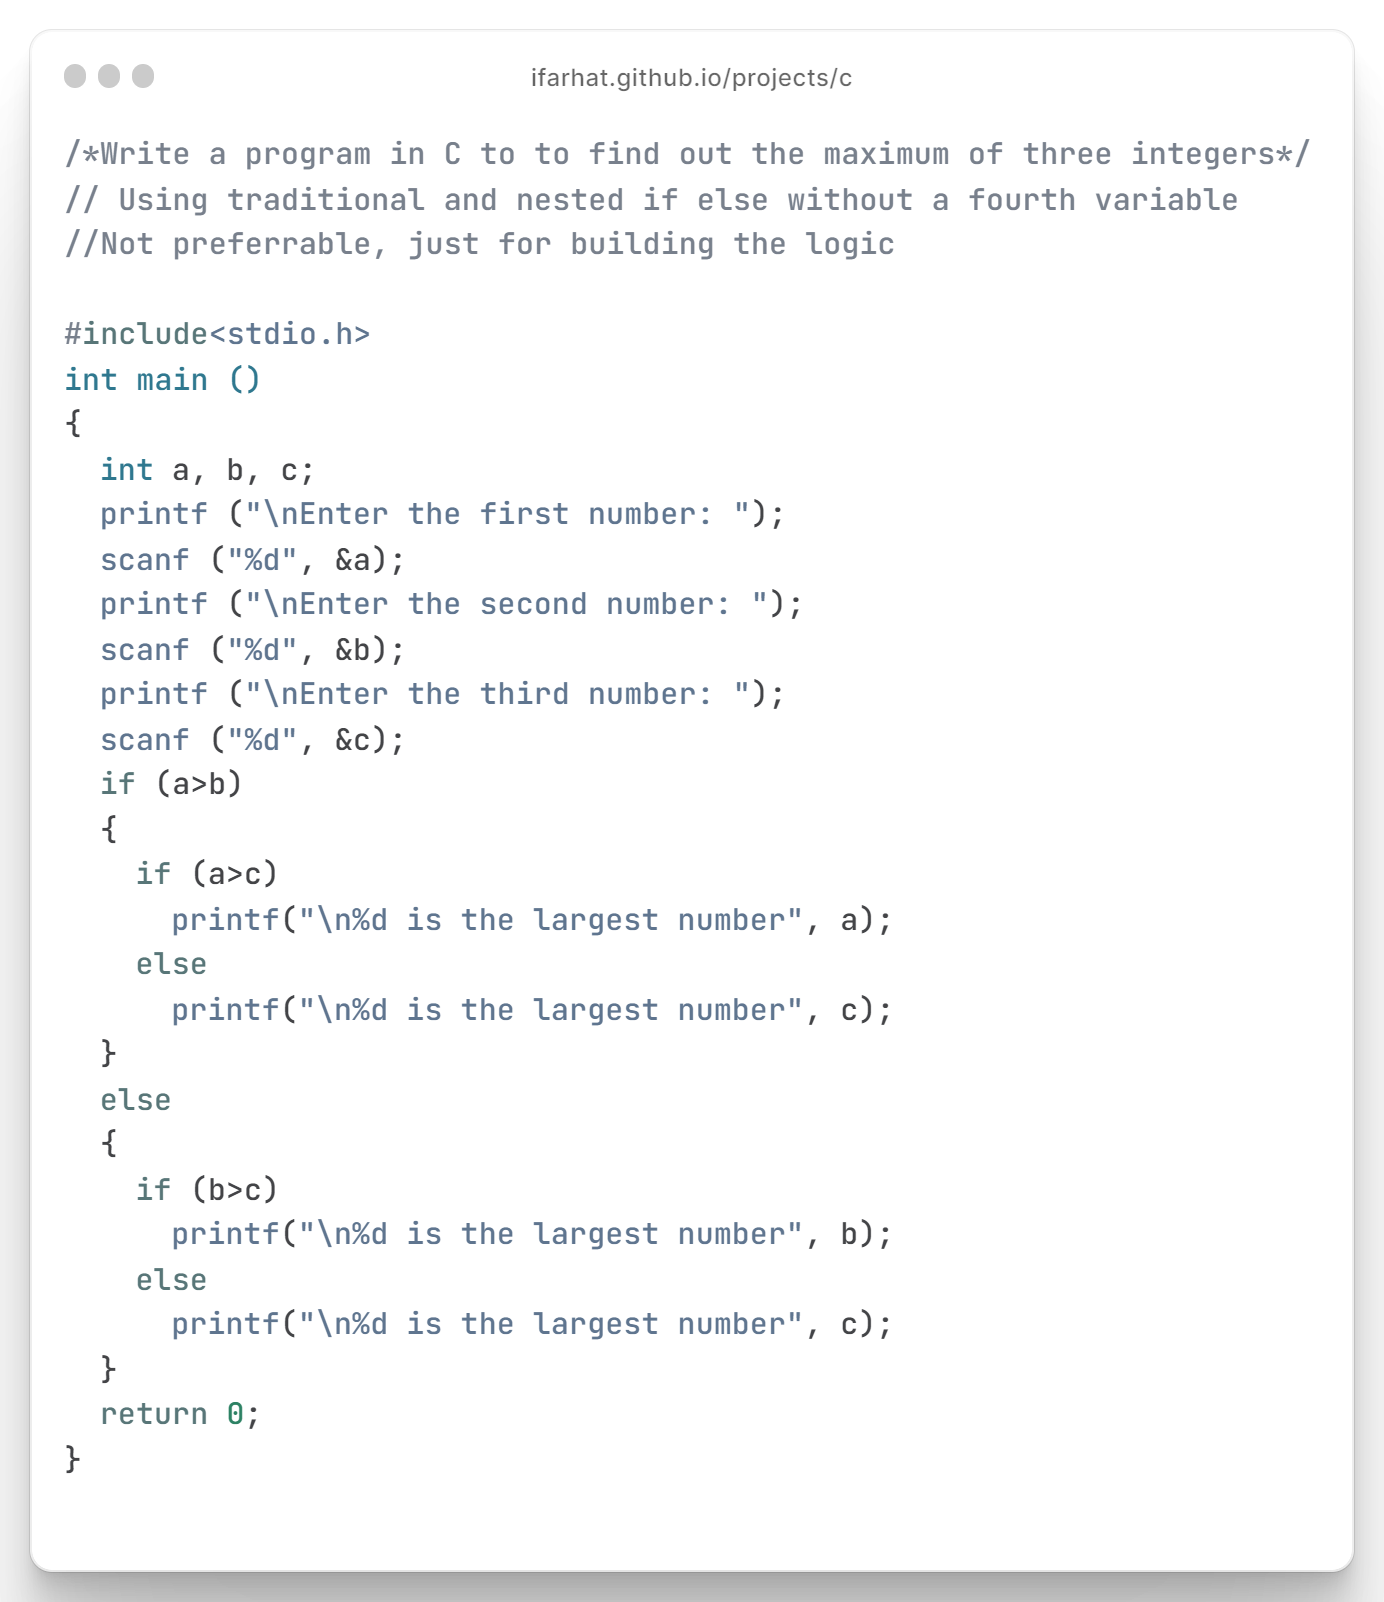 ifarhat.github.io/projects/c
/*Write a program in C to to find out the maximum of three integers*/
// Using traditional and nested if else without a fourth variable
//Not preferrable, just for building the logic

#include<stdio.h>
int main ()
{
  int a, b, c;
  printf ("\nEnter the first number: ");
  scanf ("%d", &a);
  printf ("\nEnter the second number: ");
  scanf ("%d", &b);
  printf ("\nEnter the third number: ");
  scanf ("%d", &c);
  if (a>b)
  {
    if (a>c)
      printf("\n%d is the largest number", a);
    else
      printf("\n%d is the largest number", c);
  }
  else
  {
    if (b>c)
      printf("\n%d is the largest number", b);
    else
      printf("\n%d is the largest number", c);
  }
  return 0;
}